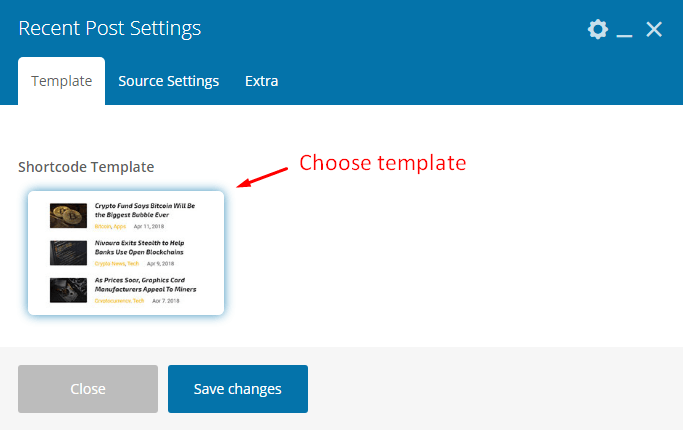 Recent Post Settings
Template Source Settings Extra
Choose template
Shortcode Template
Crypto Fund Says Bitcoin Will Be
the Biggest Bubble Ever
Bitcoin, Apps Apr 11, 2018
Nivaura Exits Stealth to Help
Banks Use Open Blockchains
Crypto News, Tech Apr 9, 2018
As Prices Soar, Graphics Card
Manufacturers Appeal To Miners
Cryptocurrence, Tech Apr 7, 2018
Close Save changes